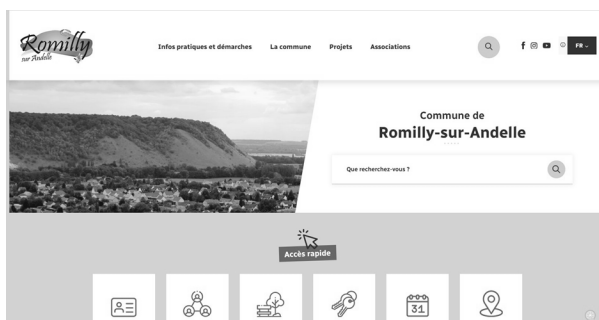 Romilly
sur Andelle
Infos pratiques et démarches
La commune
Projets
Associations
FR
Commune de
Romilly-sur-Andelle
Que recherchez-vous ?
Accès rapide
31